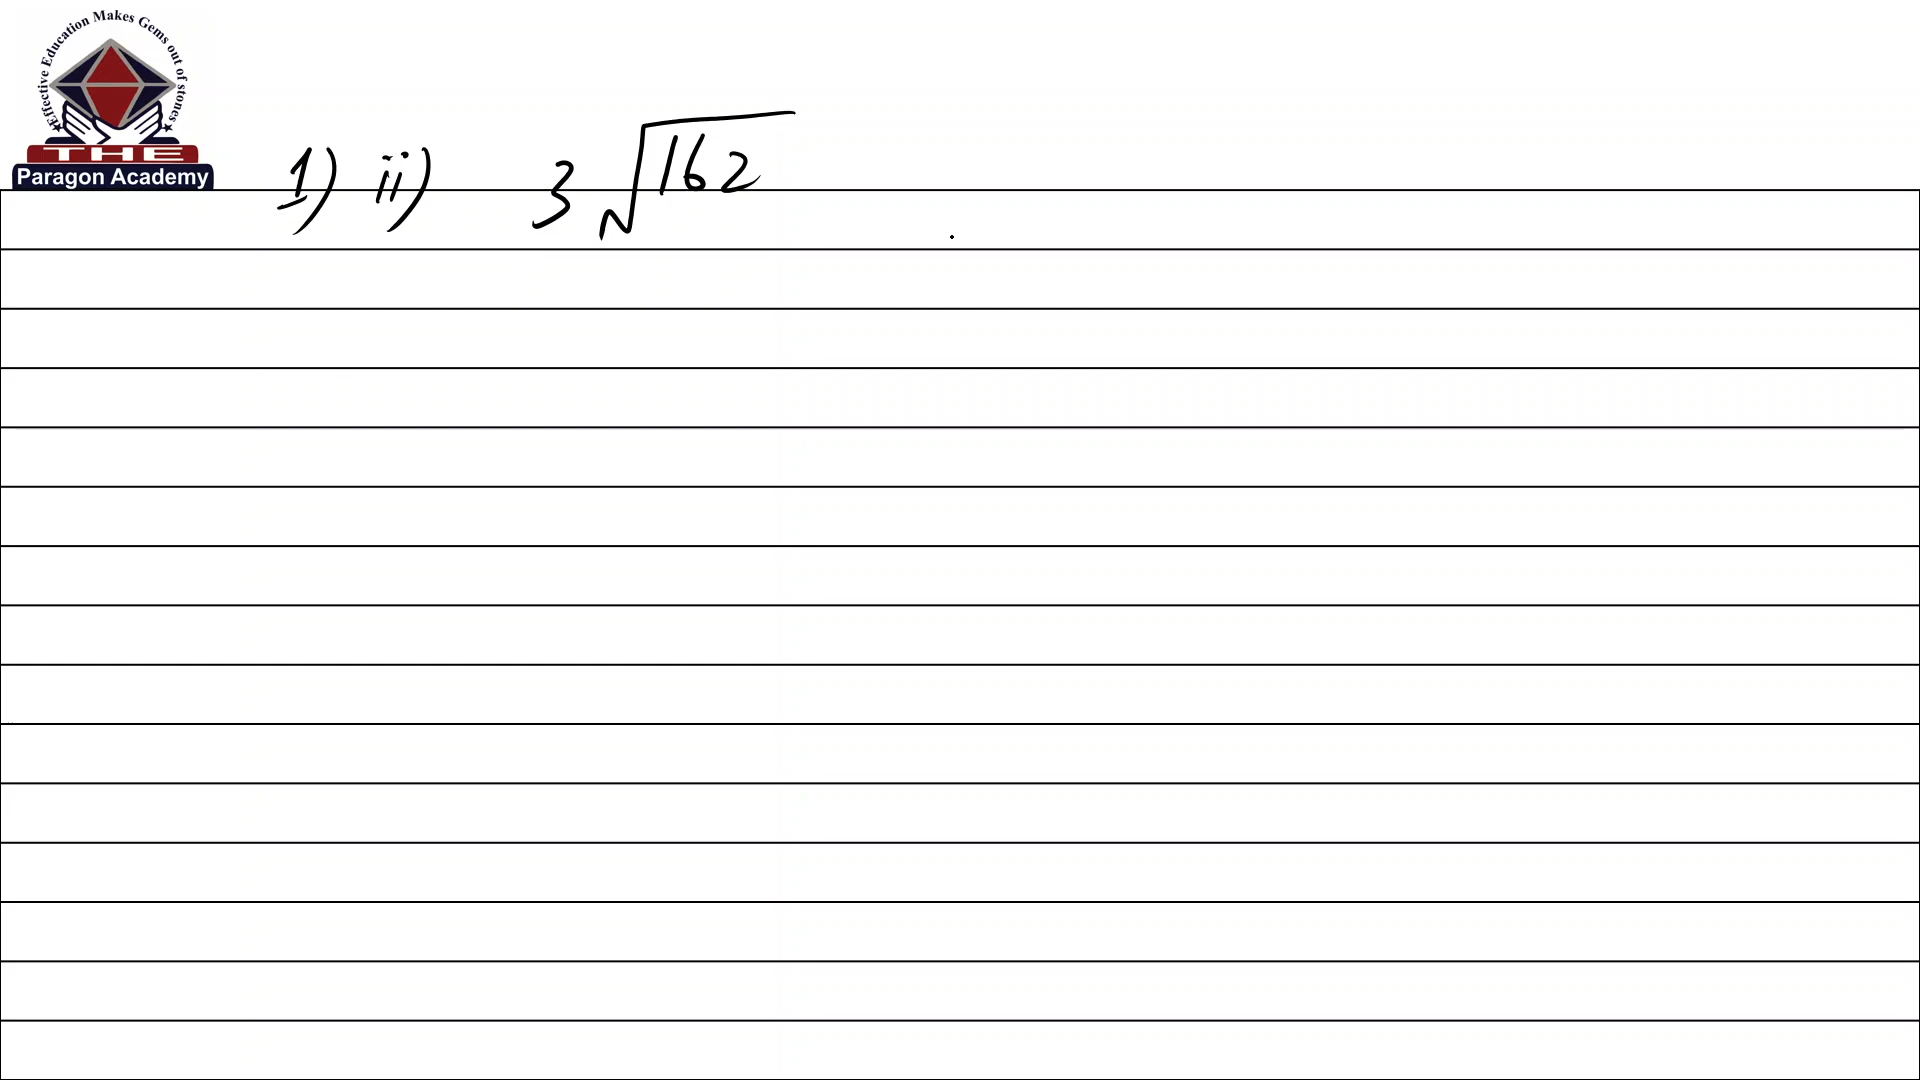 Effective Education Makes Gems out of stones
THE
Paragon Academy
1) ii) 3 √162